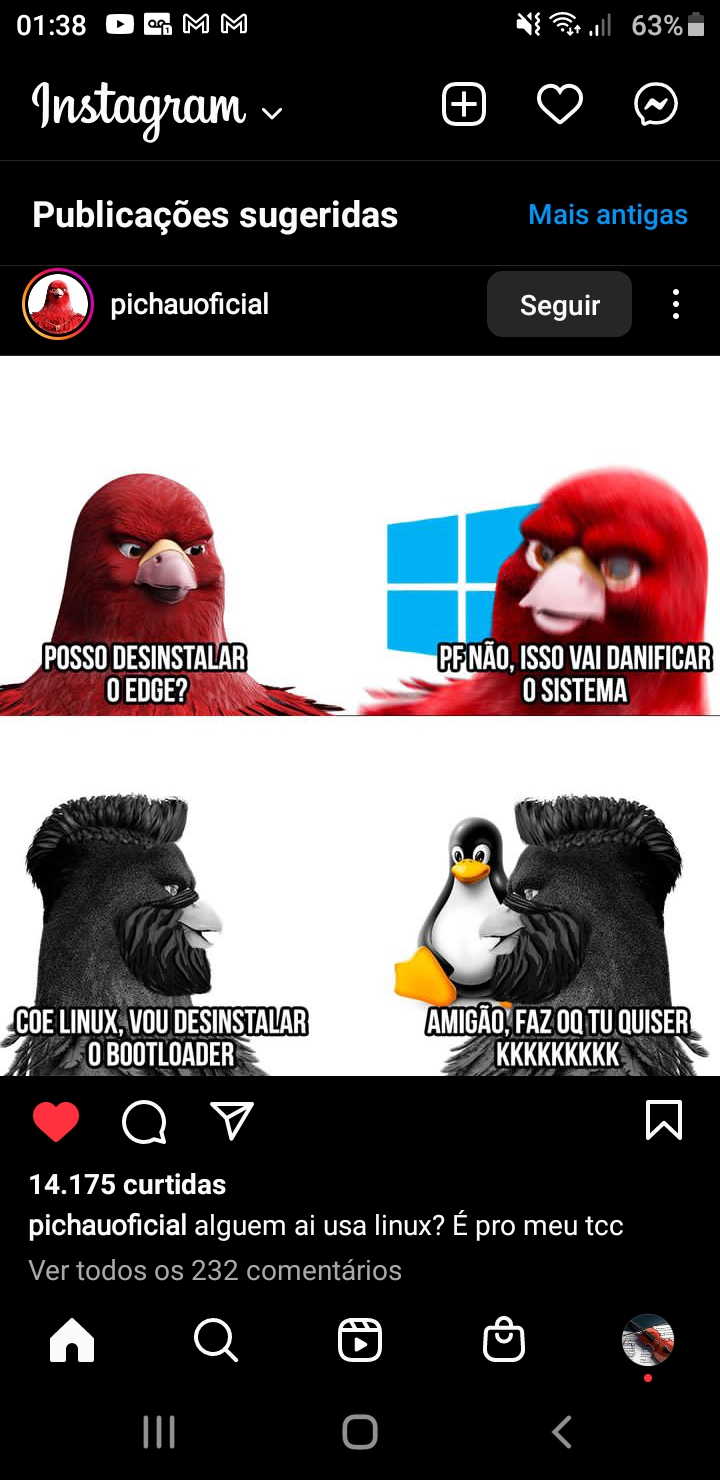 01:38
63%
Instagram
Publicações sugeridas
Mais antigas
pichauoficial
Seguir
POSSO DESINSTALAR
O EDGE?
PF NÃO, ISSO VAI DANIFICAR
O SISTEMA
COE LINUX, VOU DESINSTALAR
O BOOTLOADER
AMIGÃO, FAZ OQ TU QUISER
KKKKKKKKK
14.175 curtidas
pichauoficial alguem ai usa linux? É pro meu tcc
Ver todos os 232 comentários